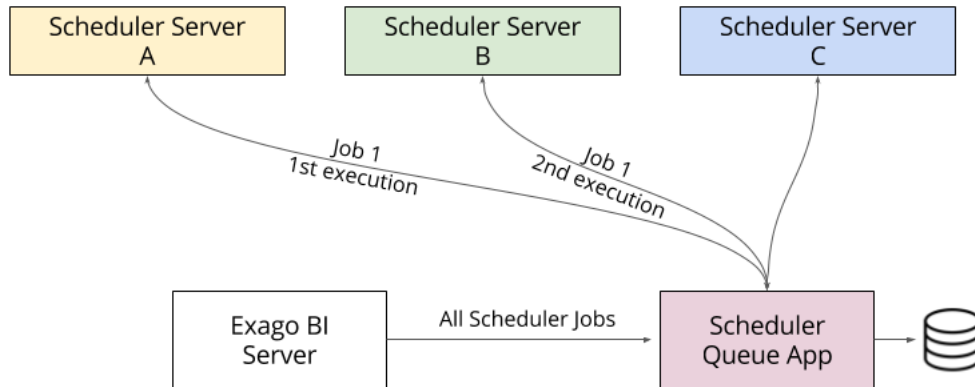 Scheduler Server
A
Scheduler Server
B
Scheduler Server
C
Job 1
1st execution
Job 1
2nd execution
Exago BI
Server
All Scheduler Jobs
Scheduler
Queue App